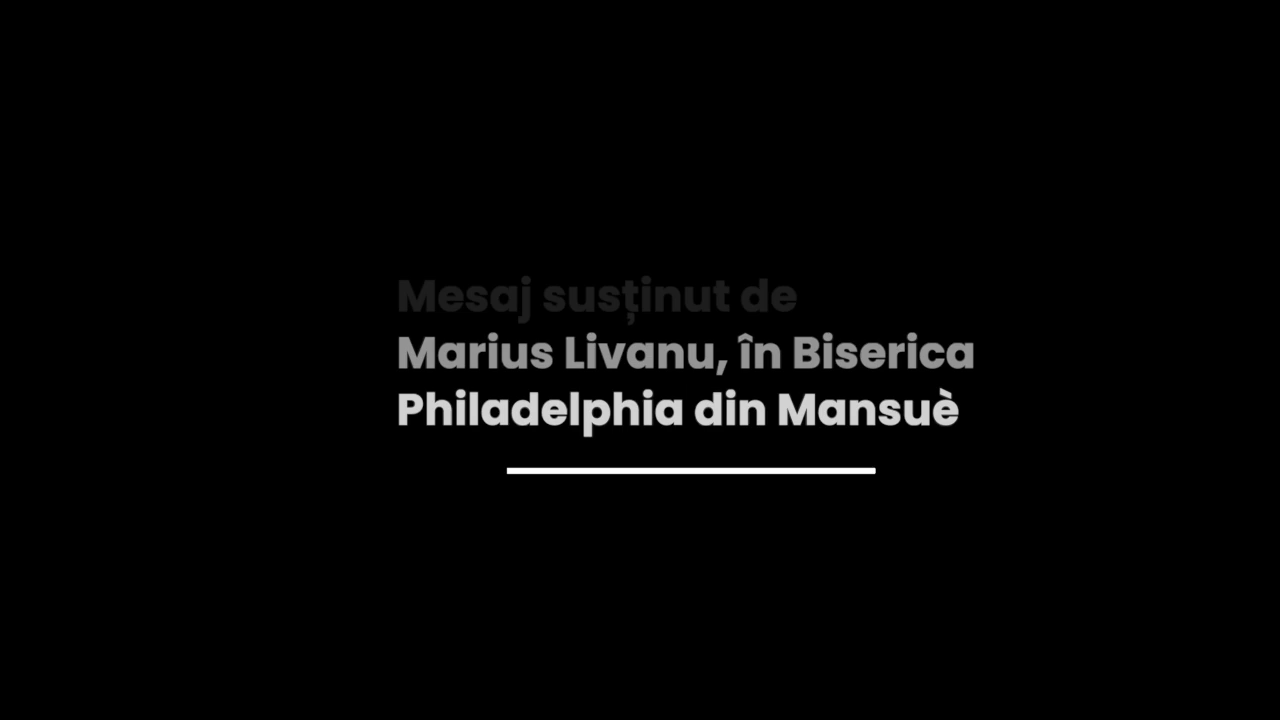 Mesaj susținut de
Marius Livanu, în Biserica
Philadelphia din Mansuè